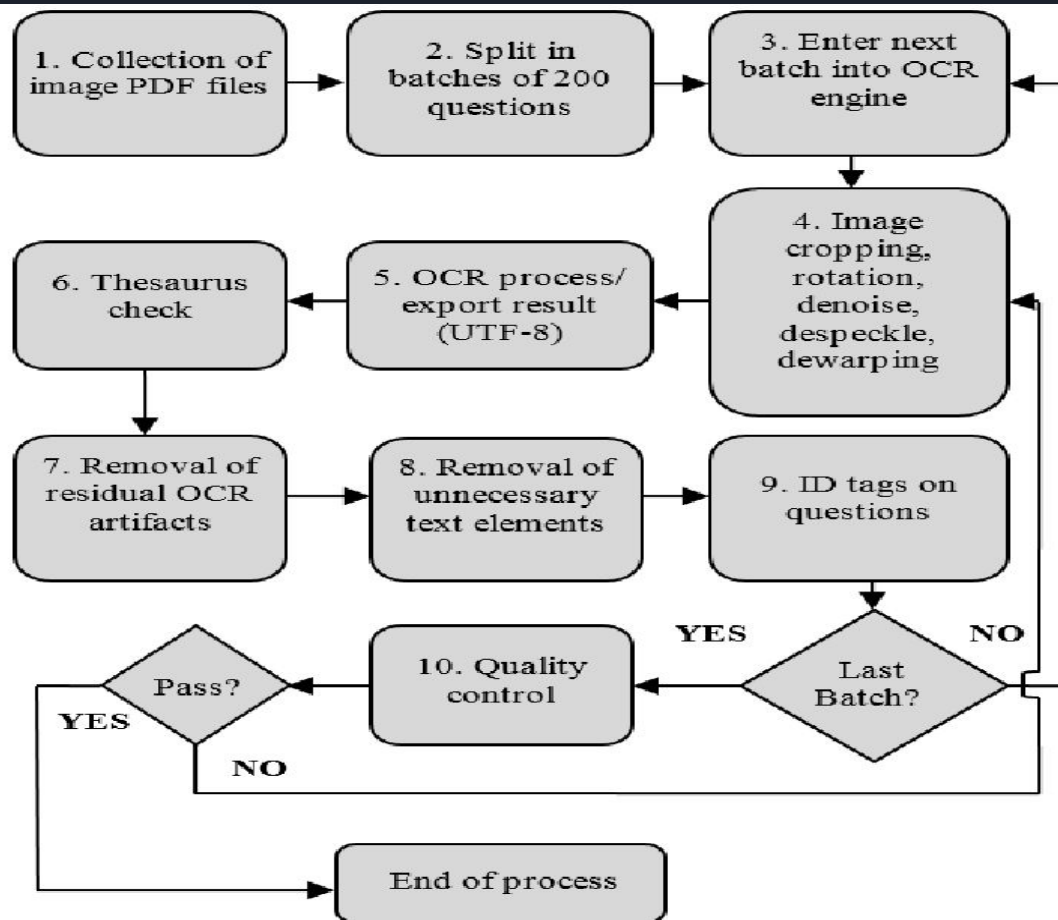 1. Collection of
image PDF files
2. Split in
batches of 200
questions
3. Enter next
batch into OCR
engine
4. Image
cropping,
rotation,
denoise,
despeckle,
dewarping
5. OCR process/
export result
(UTF-8)
6. Thesaurus
check
7. Removal of
residual OCR
artifacts
8. Removal of
unnecessary
text elements
9. ID tags on
questions
Last
Batch?
YES
NO
10. Quality
control
Pass?
YES
NO
End of process